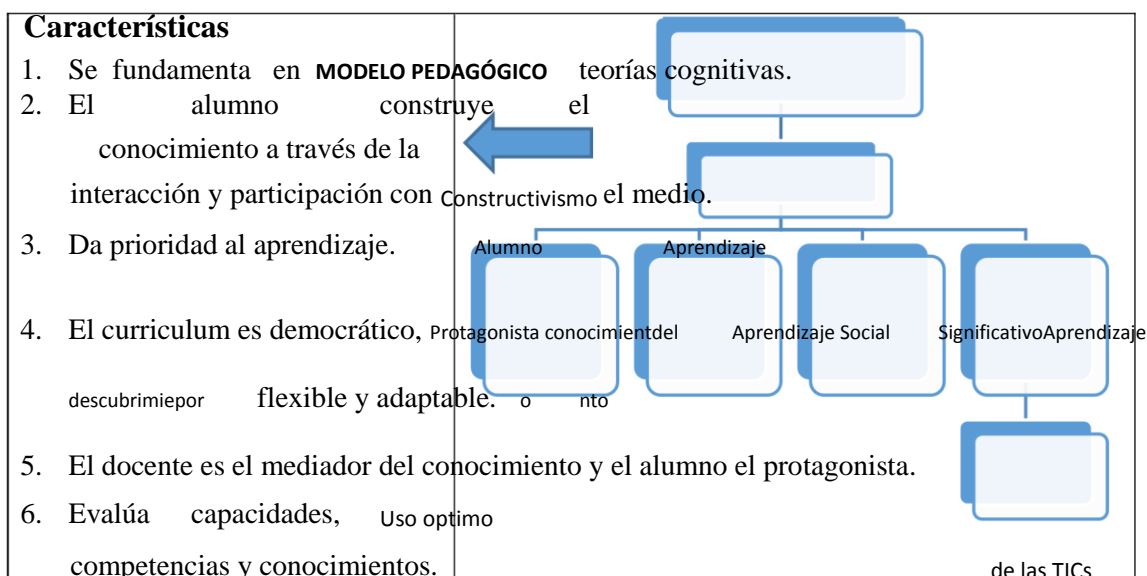 Características
1. Se fundamenta en MODELO PEDAGÓGICO teorías cognitivas.
2. El alumno construye el
conocimiento a través de la
interacción y participación con Constructivismo el medio.
3. Da prioridad al aprendizaje. Alumno Aprendizaje
4. El curriculum es democrático, Protagonista conocimientdel Aprendizaje Social SignificativoAprendizaje
descubrimiepor flexible y adaptable. o nto
5. El docente es el mediador del conocimiento y el alumno el protagonista.
6. Evalúa capacidades, Uso optimo
competencias y conocimientos. de las TICs